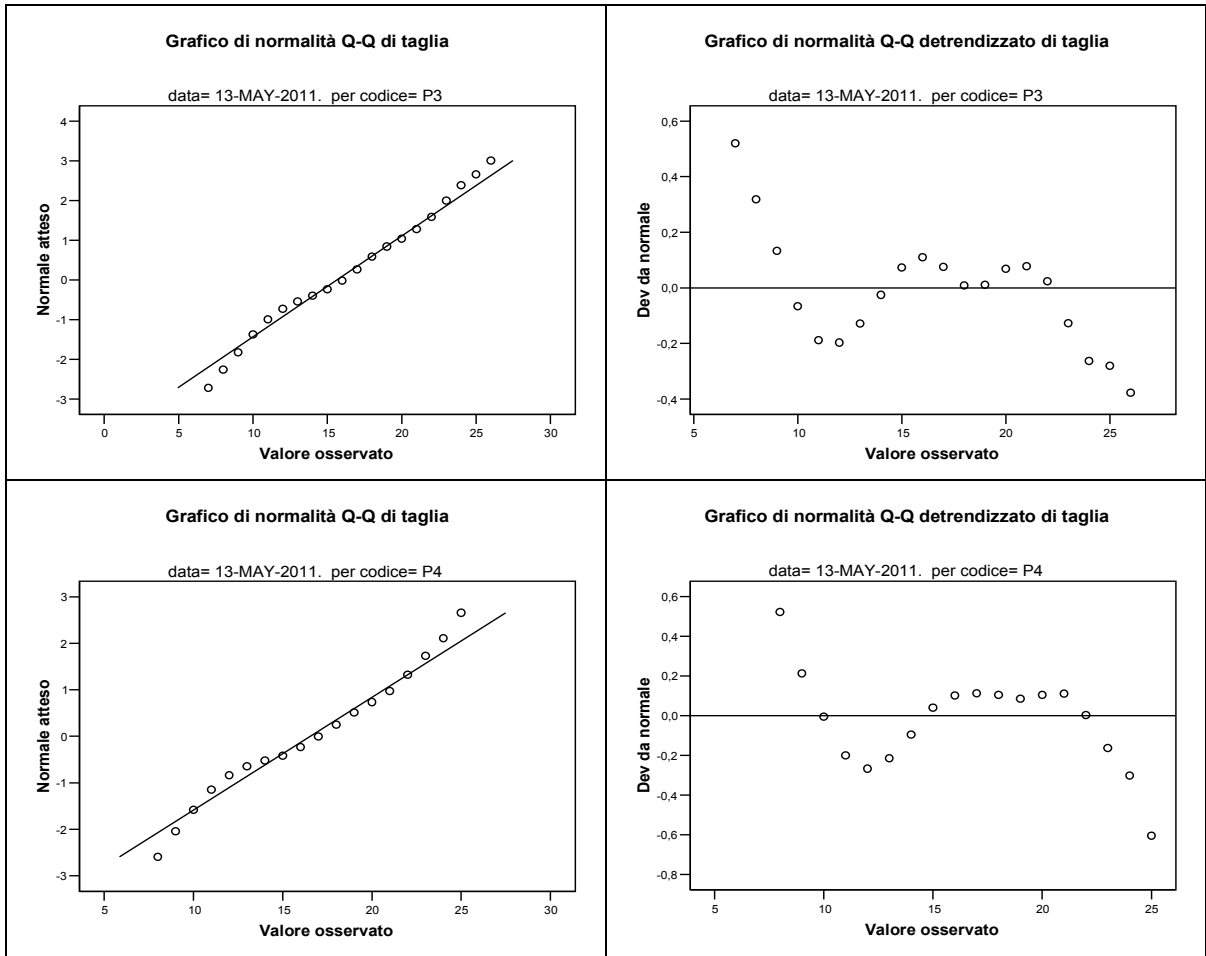 Grafico di normalità Q-Q di taglia
data= 13-MAY-2011. per codice= P3
4
3
2
1
0
-1
-2
-3
Normale atteso
0 5 10 15 20 25 30
Valore osservato
Grafico di normalità Q-Q detrendizzato di taglia
data= 13-MAY-2011. per codice= P3
0,6
0,4
0,2
0,0
-0,2
-0,4
Dev da normale
5 10 15 20 25
Valore osservato
Grafico di normalità Q-Q di taglia
data= 13-MAY-2011. per codice= P4
3
2
1
0
-1
-2
-3
Normale atteso
5 10 15 20 25 30
Valore osservato
Grafico di normalità Q-Q detrendizzato di taglia
data= 13-MAY-2011. per codice= P4
0,6
0,4
0,2
0,0
-0,2
-0,4
-0,6
-0,8
Dev da normale
5 10 15 20 25
Valore osservato